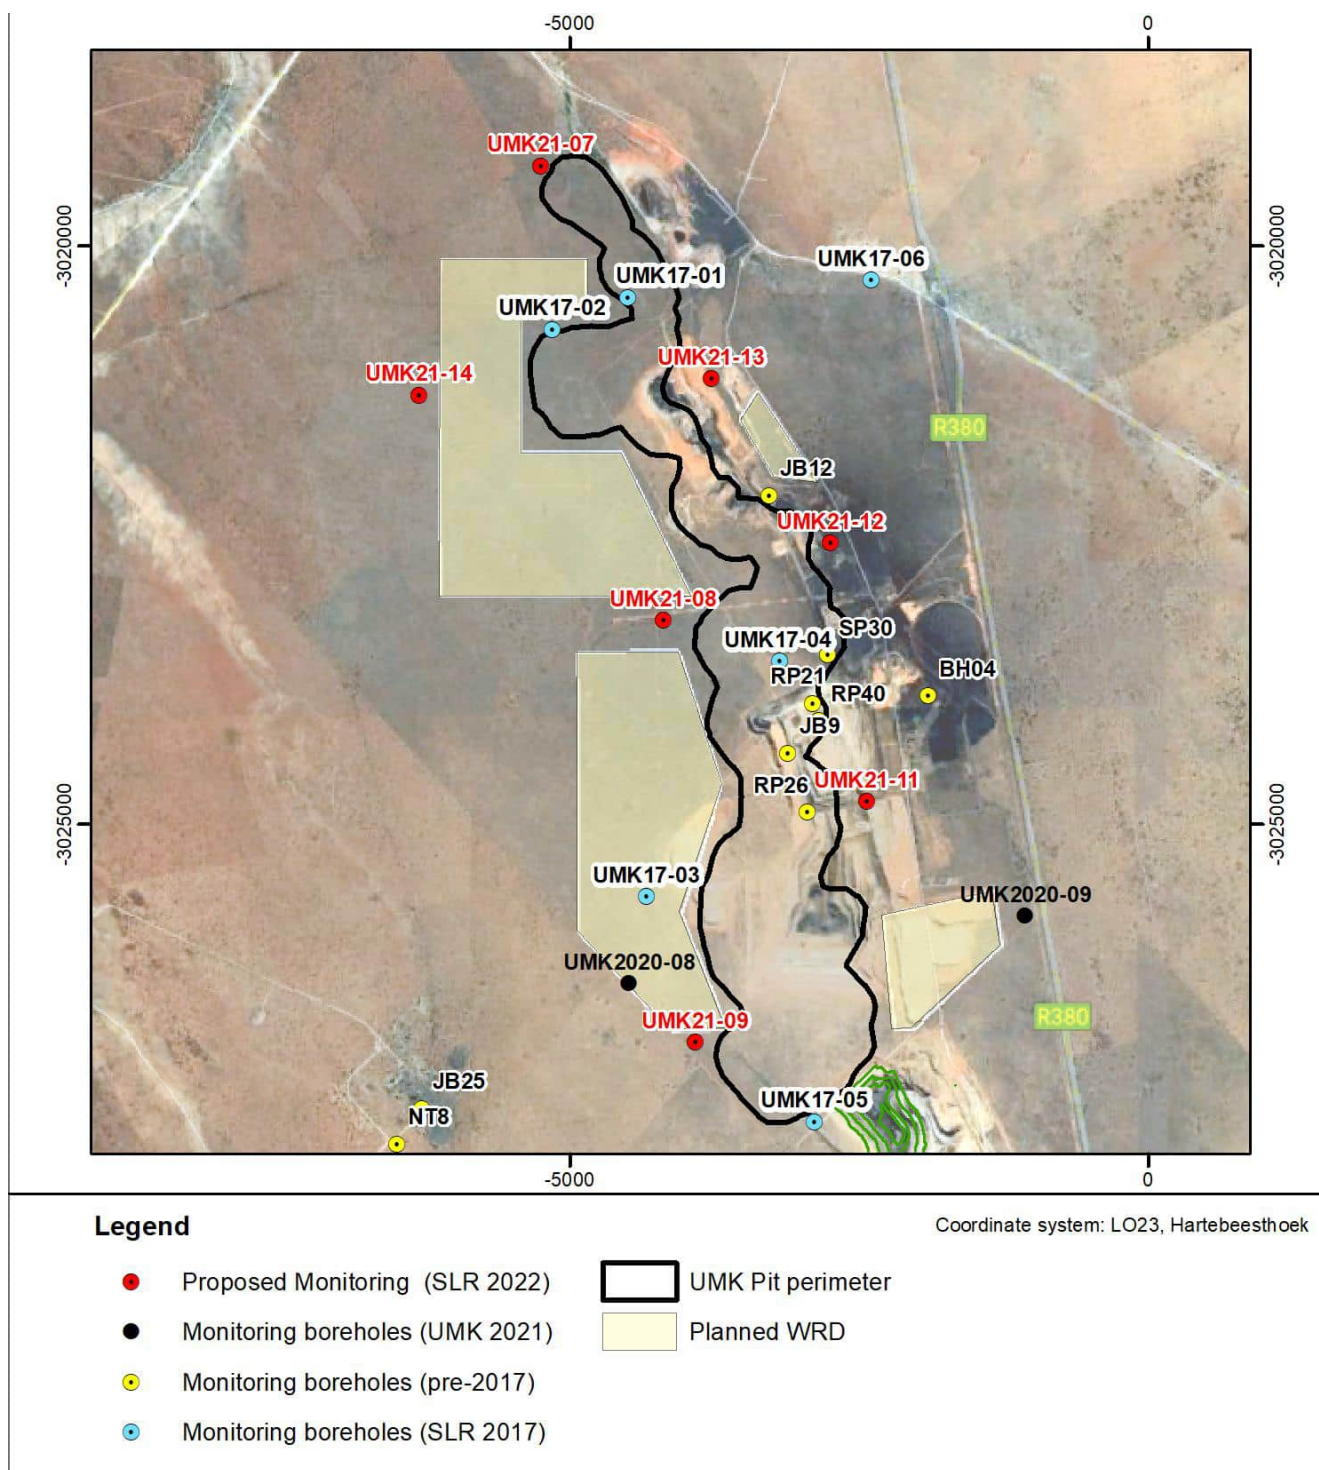 -5000
0
UMK21-07
-3020000
-3020000
UMK17-06
UMK17-01
UMK17-02
UMK21-13
UMK21-14
R380
JB12
UMK21-12
UMK21-08
SP30
UMK17-04
RP21
BH04
RP40
JB9
UMK21-11
RP26
-3025000
-3025000
UMK17-03
UMK2020-09
UMK2020-08
R380
UMK21-09
JB25
UMK17-05
NT8
-5000
0
Legend
Coordinate system: LO23, Hartebeesthoek
Proposed Monitoring (SLR 2022)
UMK Pit perimeter
Monitoring boreholes (UMK 2021)
Planned WRD
Monitoring boreholes (pre-2017)
Monitoring boreholes (SLR 2017)